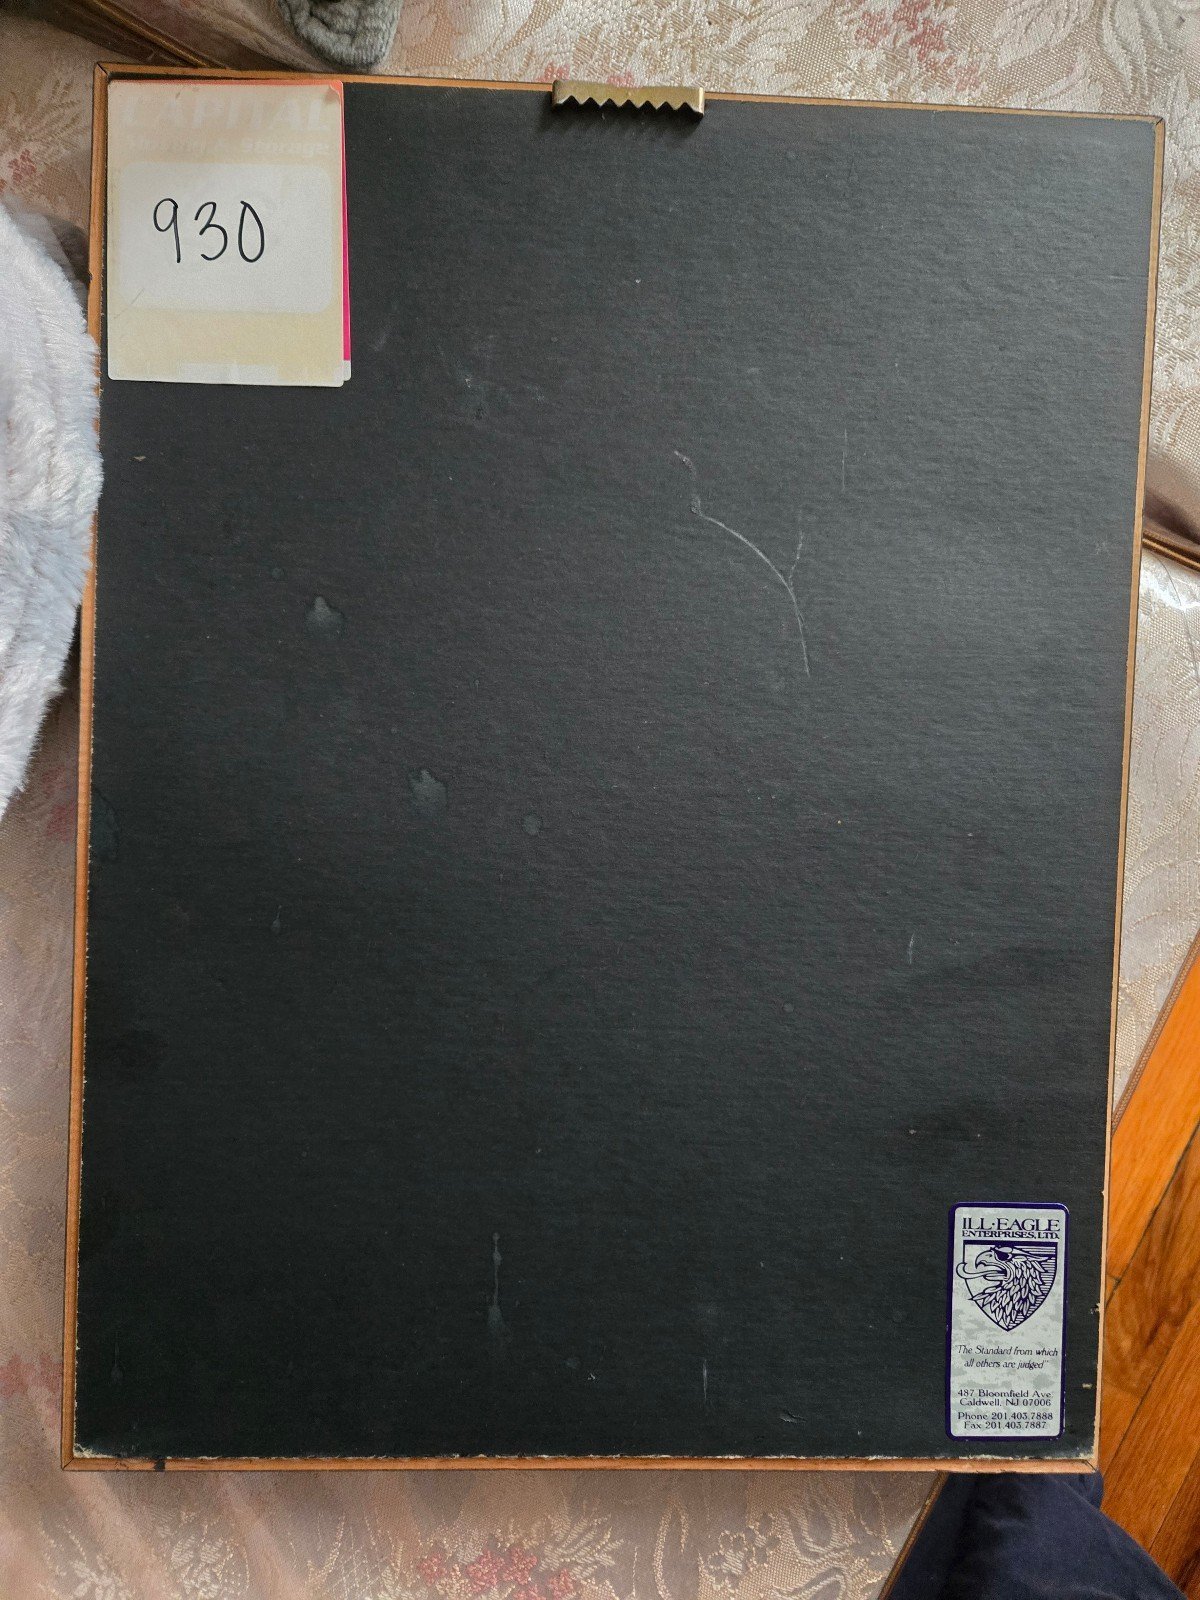 930
ILL·EAGLE
ENTERPRISES, LTD.
"The Standard from which
all others are judged"
487 Bloomfield Ave.
Caldwell, NJ 07006
Phone 201.403.7888
Fax 201.403.7887